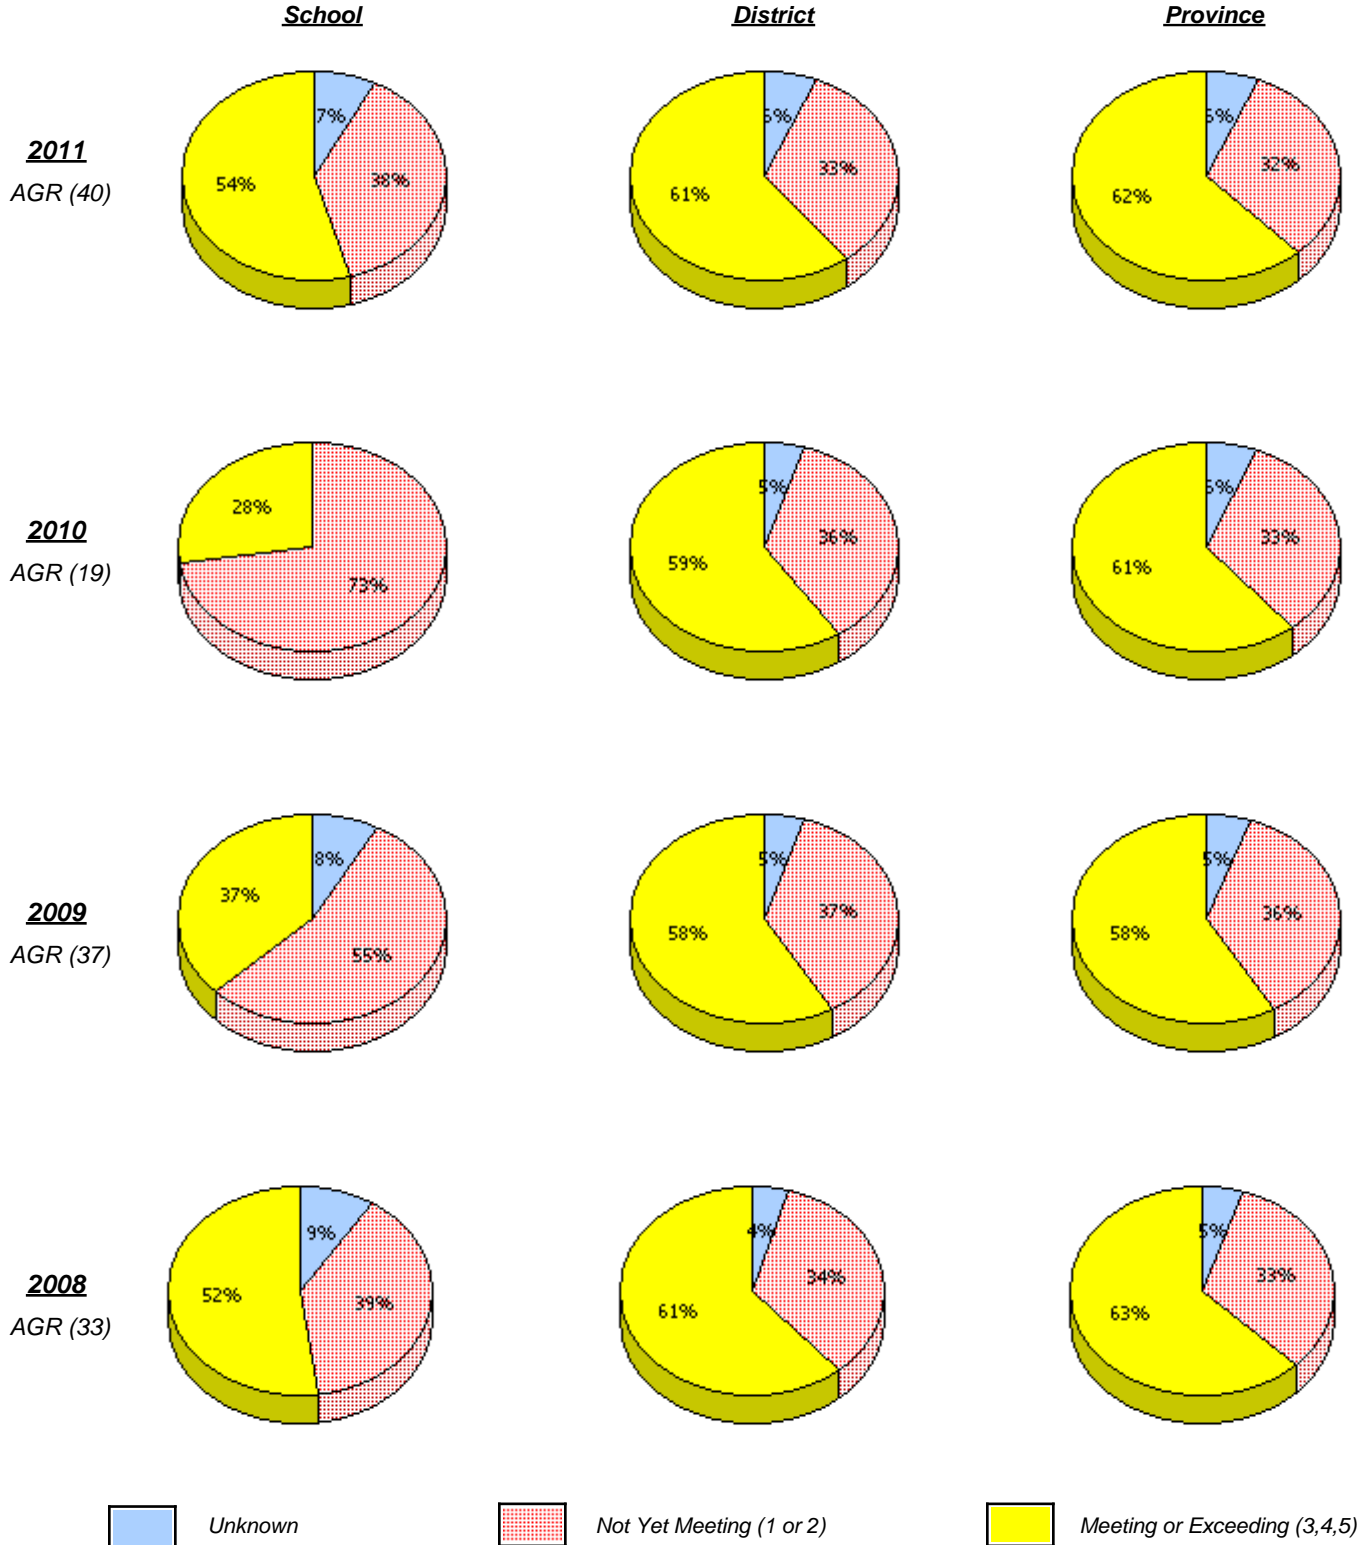 School District Province
7% 6% 6%
2011 38% 33% 32%
AGR (40) 54% 61% 62%
5% 6%
28%
2010 36% 33%
59% 61%
AGR (19) 73%
8% 5% 5%
37%
2009 37% 36%
58% 58%
AGR (37) 55%
9% 4% 5%
2008 52% 34% 33%
39% 61% 63%
AGR (33)
Unknown Not Yet Meeting (1 or 2) Meeting or Exceeding (3,4,5)